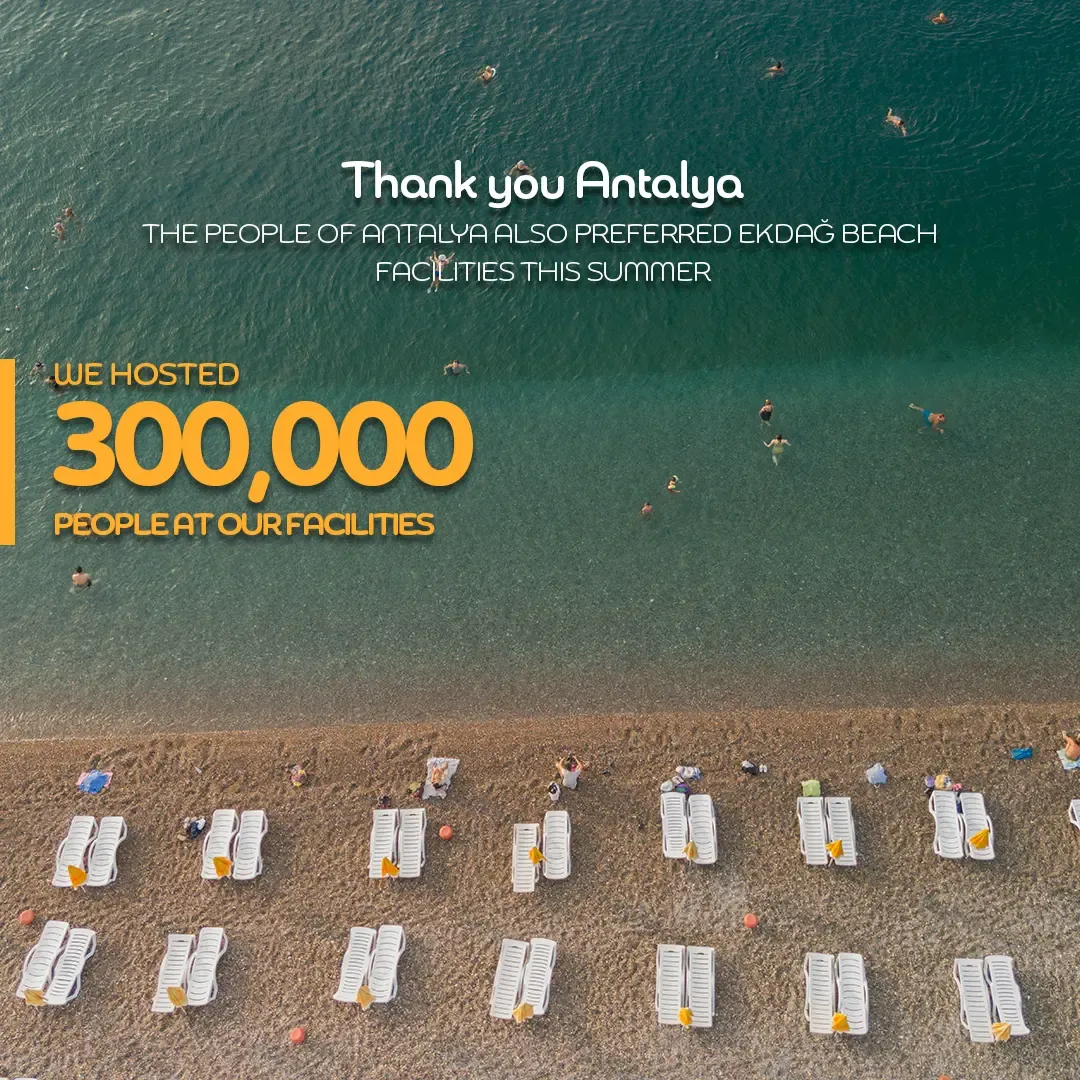 Thank you Antalya
THE PEOPLE OF ANTALYA ALSO PREFERRED EKDAĞ BEACH
FACILITIES THIS SUMMER
WE HOSTED
300,000
PEOPLE AT OUR FACILITIES